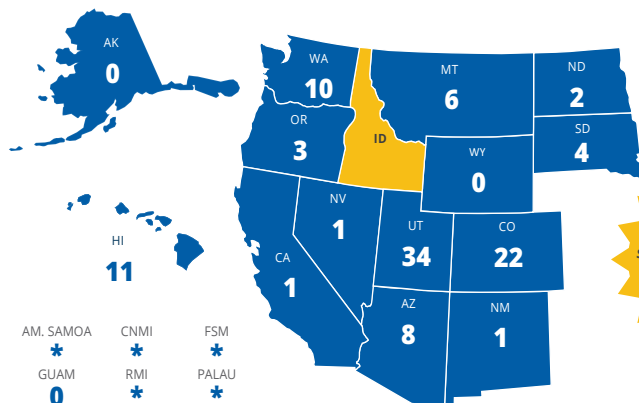 AK
0
WA
10
MT
6
ND
2
OR
3
ID
SD
4
WY
0
NV
1
UT
34
CO
22
HI
11
CA
1
AZ
8
NM
1
AM. SAMOA CNMI FSM
* * *
GUAM RMI PALAU
0 * *